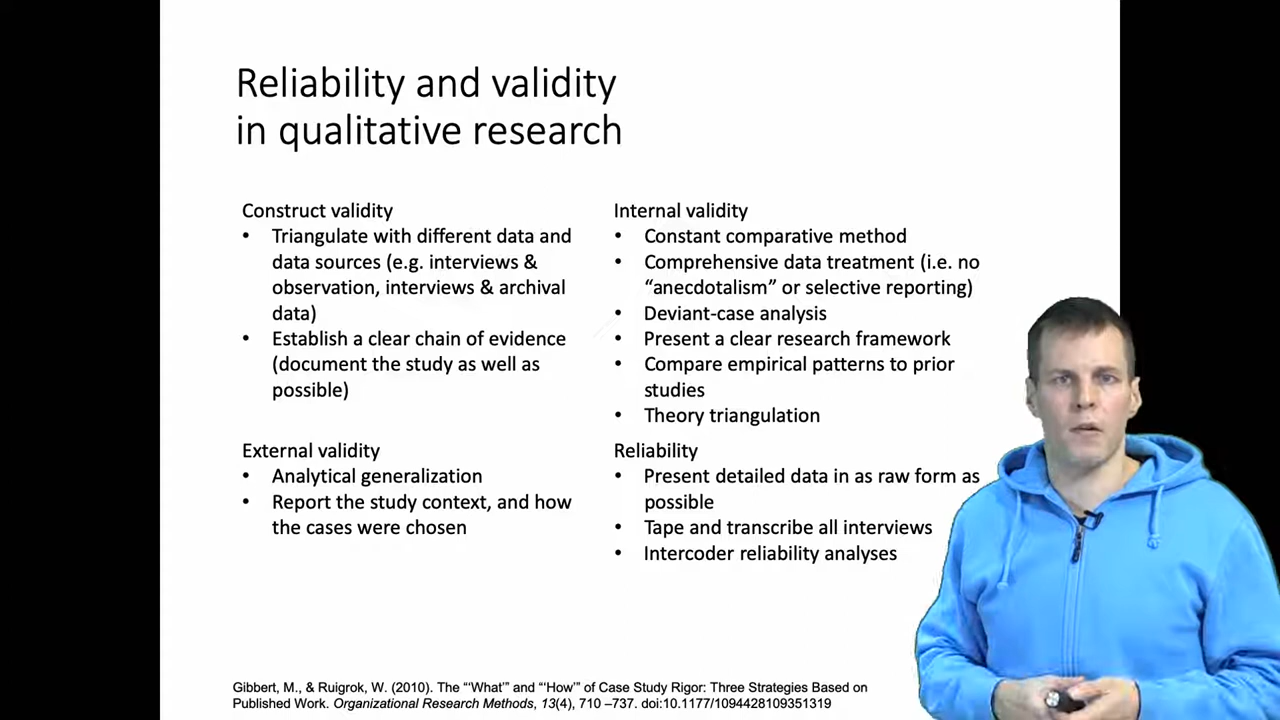 Reliability and validity
in qualitative research
Construct validity
• Triangulate with different data and
data sources (e.g. interviews &
observation, interviews & archival
data)
• Establish a clear chain of evidence
(document the study as well as
possible)
External validity
• Analytical generalization
• Report the study context, and how
the cases were chosen
Internal validity
• Constant comparative method
• Comprehensive data treatment (i.e. no
“anecdotalism” or selective reporting)
• Deviant-case analysis
• Present a clear research framework
• Compare empirical patterns to prior
studies
• Theory triangulation
Reliability
• Present detailed data in as raw form as
possible
• Tape and transcribe all interviews
• Intercoder reliability analyses
Gibbert, M., & Ruigrok, W. (2010). The “‘What’” and “‘How’” of Case Study Rigor: Three Strategies Based on
Published Work. Organizational Research Methods, 13(4), 710 –737. doi:10.1177/1094428109351319